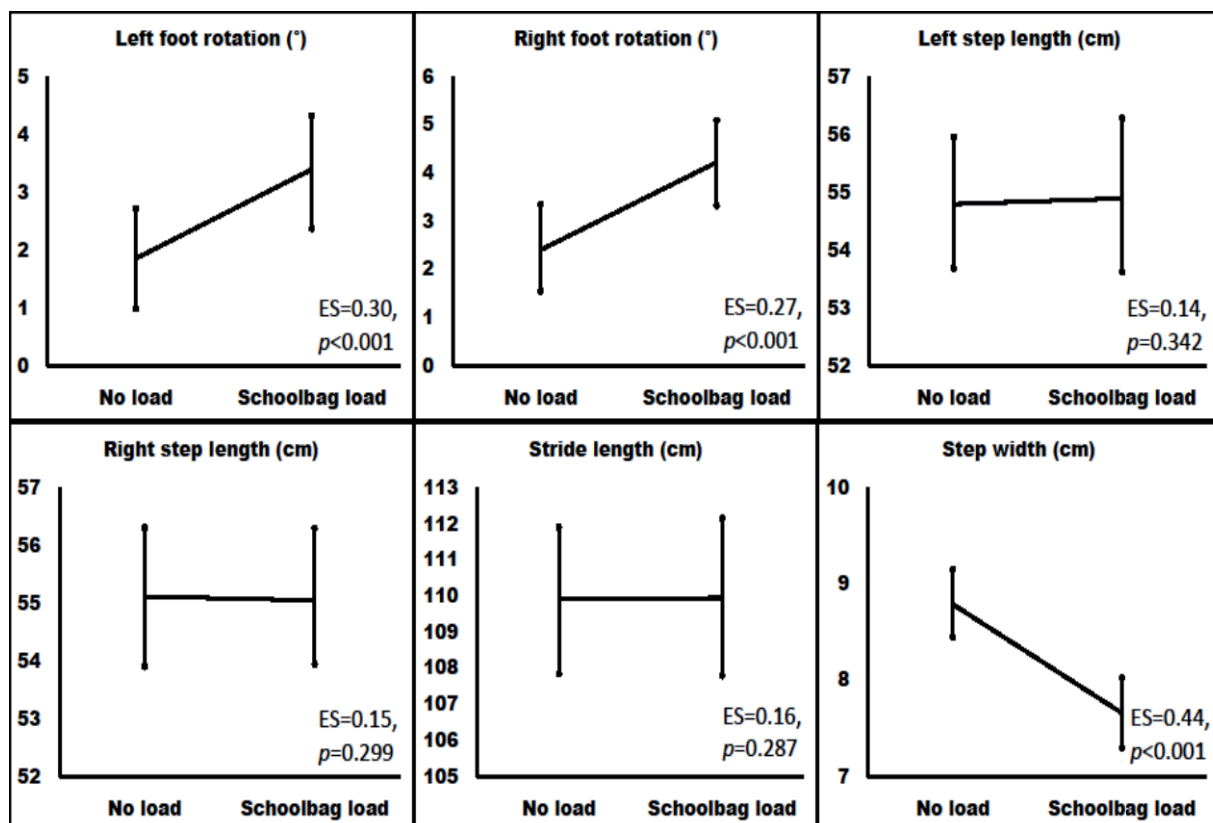 Left foot rotation (°)
5
4
3
2
1
0
ES=0.30,
p<0.001
No load Schoolbag load
Right foot rotation (°)
6
5
4
3
2
1
0
ES=0.27,
p<0.001
No load Schoolbag load
Left step length (cm)
57
56
55
54
53
52
ES=0.14,
p=0.342
No load Schoolbag load
Right step length (cm)
57
56
55
54
53
52
ES=0.15,
p=0.299
No load Schoolbag load
Stride length (cm)
113
112
111
110
109
108
107
106
105
ES=0.16,
p=0.287
No load Schoolbag load
Step width (cm)
10
9
8
7
ES=0.44,
p<0.001
No load Schoolbag load